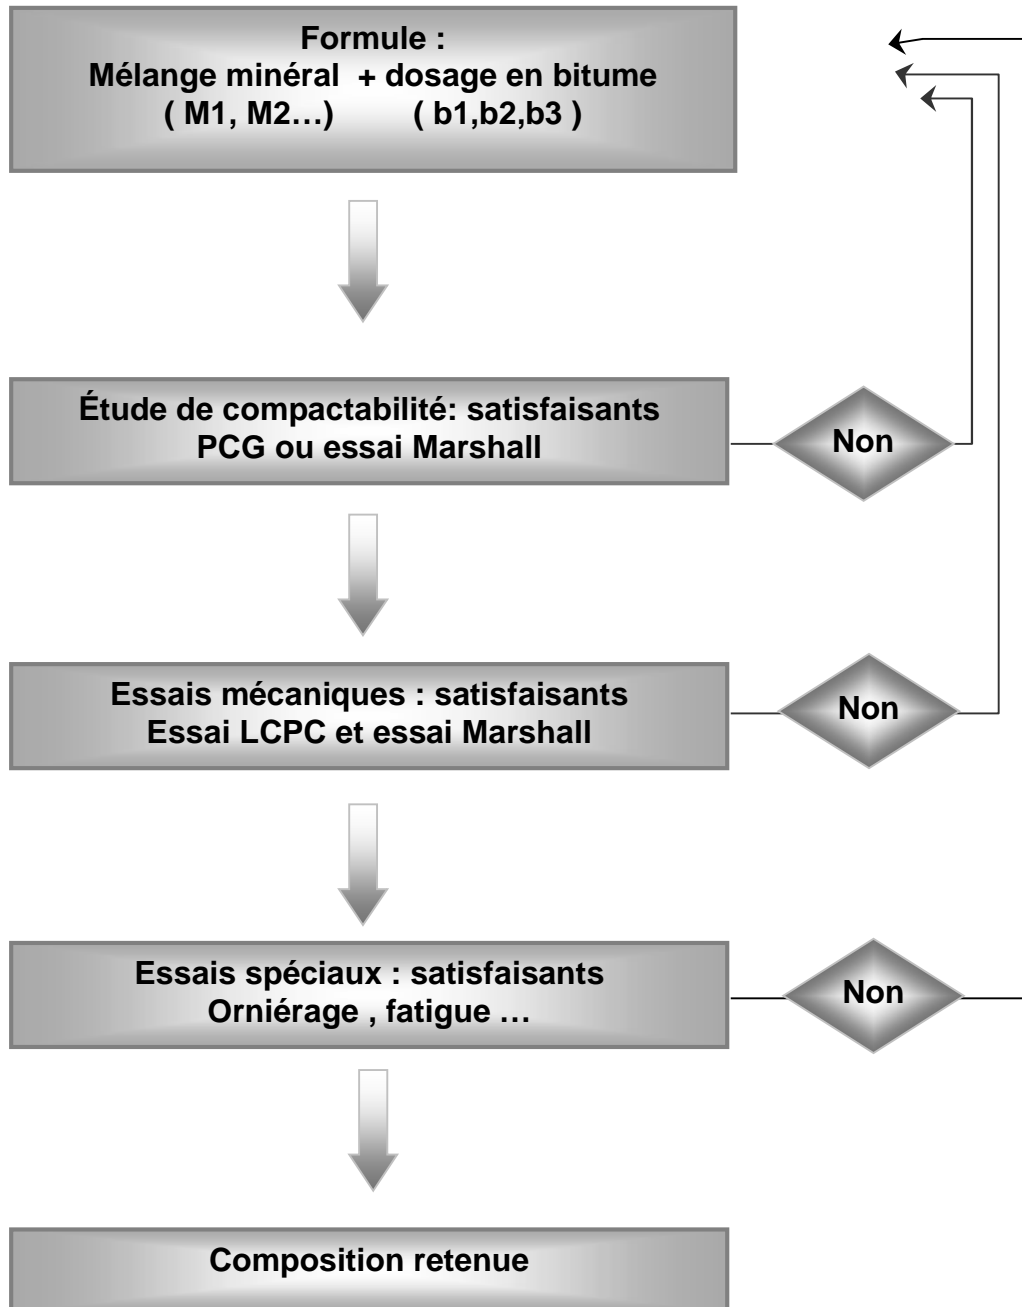 Formule :
Mélange minéral + dosage en bitume
( M1, M2…) ( b1,b2,b3 )
Étude de compactabilité: satisfaisants
PCG ou essai Marshall
Non
Essais mécaniques : satisfaisants
Essai LCPC et essai Marshall
Non
Essais spéciaux : satisfaisants
Orniérage , fatigue …
Non
Composition retenue